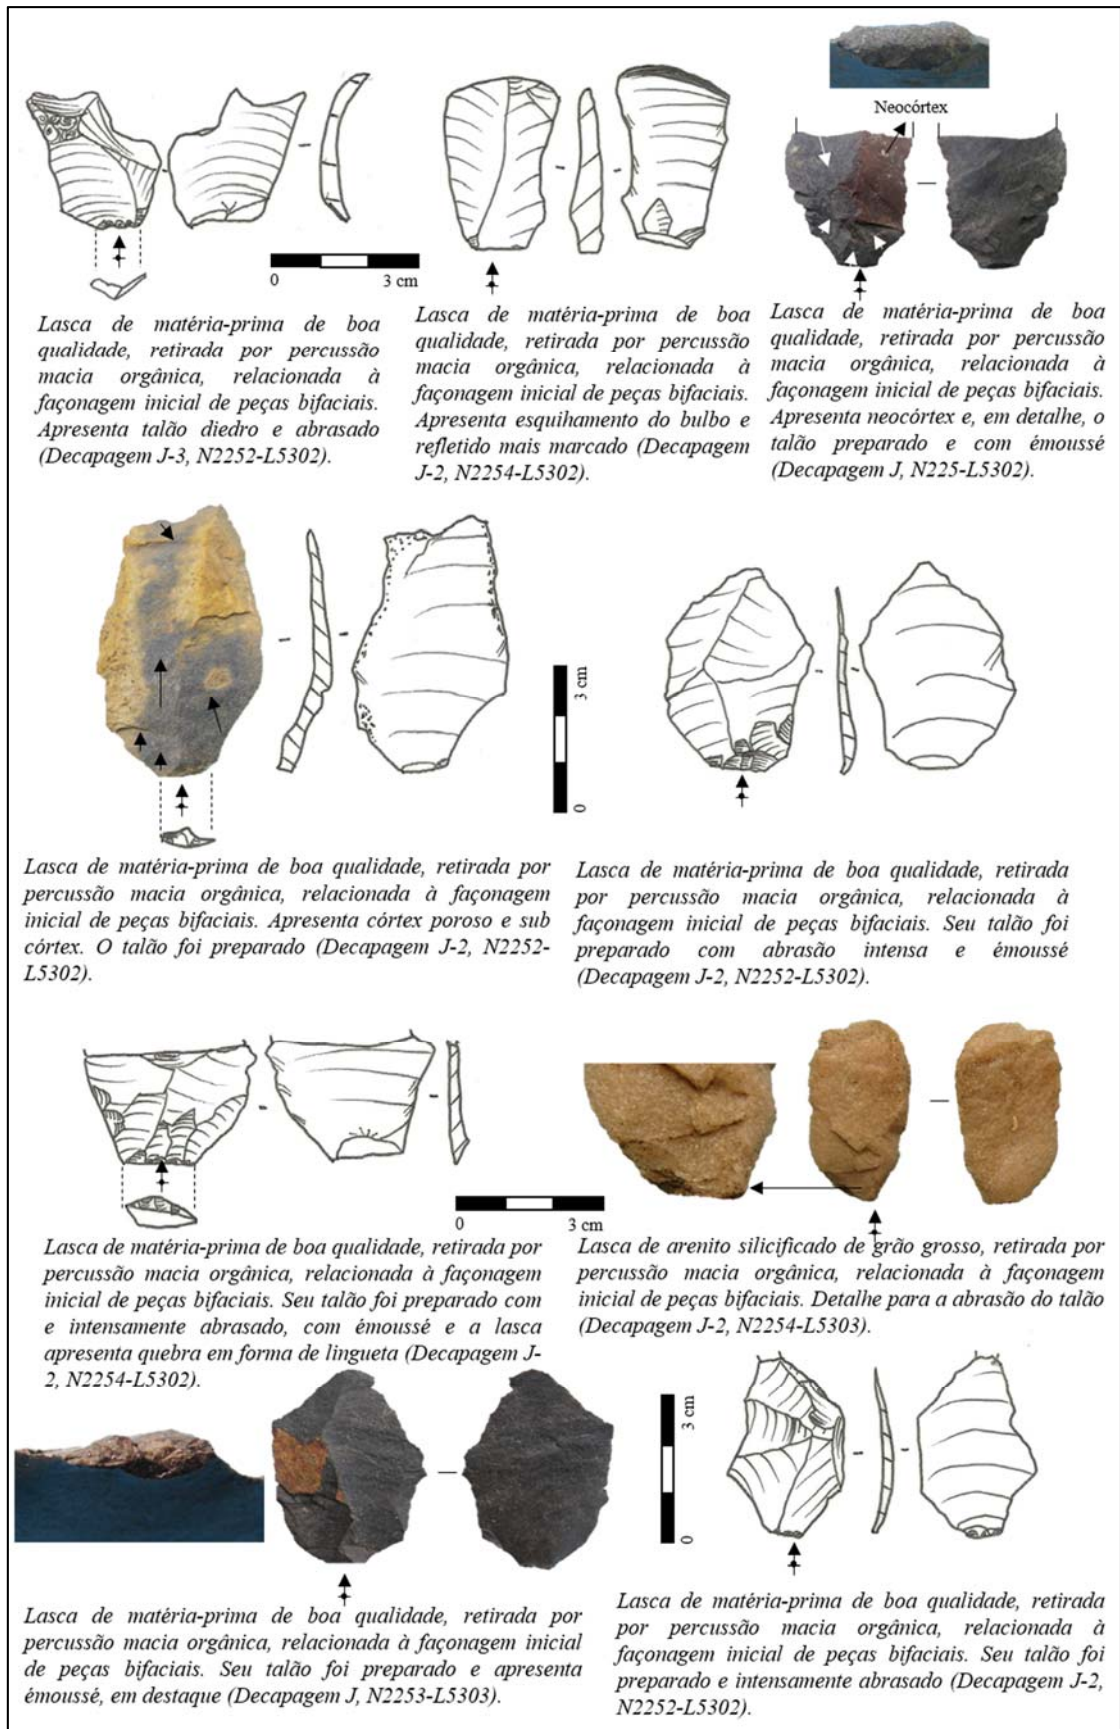 Neocórtex
0 3 cm
Lasca de matéria-prima de boa
qualidade, retirada por percussão
macia orgânica, relacionada à
façonagem inicial de peças bifaciais.
Apresenta talão diedro e abrasado
(Decapagem J-3, N2252-L5302).
Lasca de matéria-prima de boa
qualidade, retirada por percussão
macia orgânica, relacionada à
façonagem inicial de peças bifaciais.
Apresenta esquihamento do bulbo e
refletido mais marcado (Decapagem
J-2, N2254-L5302).
Lasca de matéria-prima de boa
qualidade, retirada por percussão
macia orgânica, relacionada à
façonagem inicial de peças bifaciais.
Apresenta neocórtex e, em detalhe, o
talão preparado e com émoussé
(Decapagem J, N225-L5302).
0 3 cm
Lasca de matéria-prima de boa qualidade, retirada por
percussão macia orgânica, relacionada à façonagem
inicial de peças bifaciais. Apresenta córtex poroso e sub
córtex. O talão foi preparado (Decapagem J-2, N2252-
L5302).
Lasca de matéria-prima de boa qualidade, retirada
por percussão macia orgânica, relacionada à
façonagem inicial de peças bifaciais. Seu talão foi
preparado com abrasão intensa e émoussé
(Decapagem J-2, N2252-L5302).
0 3 cm
Lasca de matéria-prima de boa qualidade, retirada por
percussão macia orgânica, relacionada à façonagem
inicial de peças bifaciais. Seu talão foi preparado com
e intensamente abrasado, com émoussé e a lasca
apresenta quebra em forma de lingueta (Decapagem J-
2, N2254-L5302).
Lasca de arenito silicificado de grão grosso, retirada por
percussão macia orgânica, relacionada à façonagem
inicial de peças bifaciais. Detalhe para a abrasão do talão
(Decapagem J-2, N2254-L5303).
0 3 cm
Lasca de matéria-prima de boa qualidade, retirada por
percussão macia orgânica, relacionada à façonagem inicial
de peças bifaciais. Seu talão foi preparado e apresenta
émoussé, em destaque (Decapagem J, N2253-L5303).
Lasca de matéria-prima de boa qualidade, retirada
por percussão macia orgânica, relacionada à
façonagem inicial de peças bifaciais. Seu talão foi
preparado e intensamente abrasado (Decapagem J-2,
N2252-L5302).